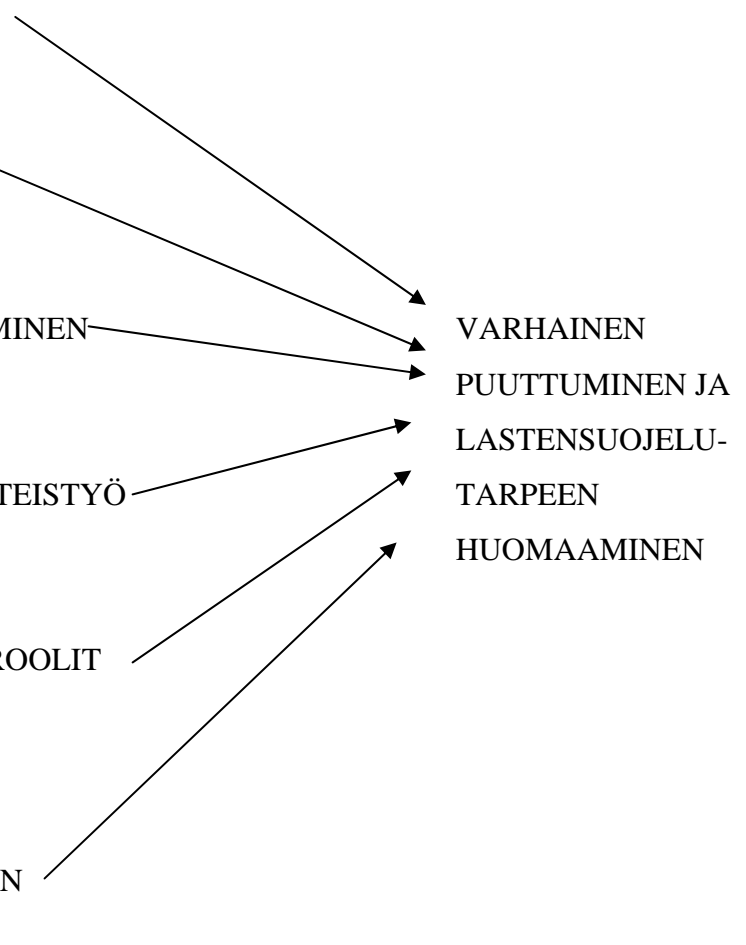 MINEN
TEISTYÖ
ROOLIT
N
VARHAINEN
PUUTTUMINEN JA
LASTENSUOJELU-
TARPEEN
HUOMAAMINEN